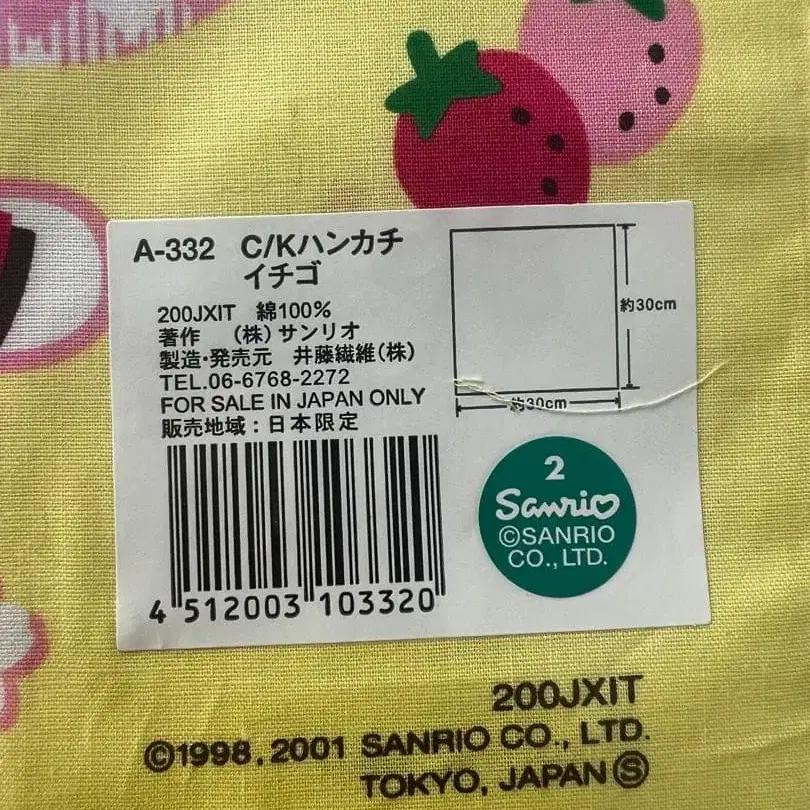 A-332 C/Kハンカチ
イチゴ
200JXIT 綿100%
著作 (株)サンリオ
製造・発売元 井藤繊維(株)
TEL.06-6768-2272
FOR SALE IN JAPAN ONLY
販売地域:日本限定
4 512003 103320
約30cm
約30cm
2
Sanrio
©SANRIO
CO.,LTD.
200JXIT
©1998,2001 SANRIO CO., LTD.
TOKYO, JAPAN Ⓢ